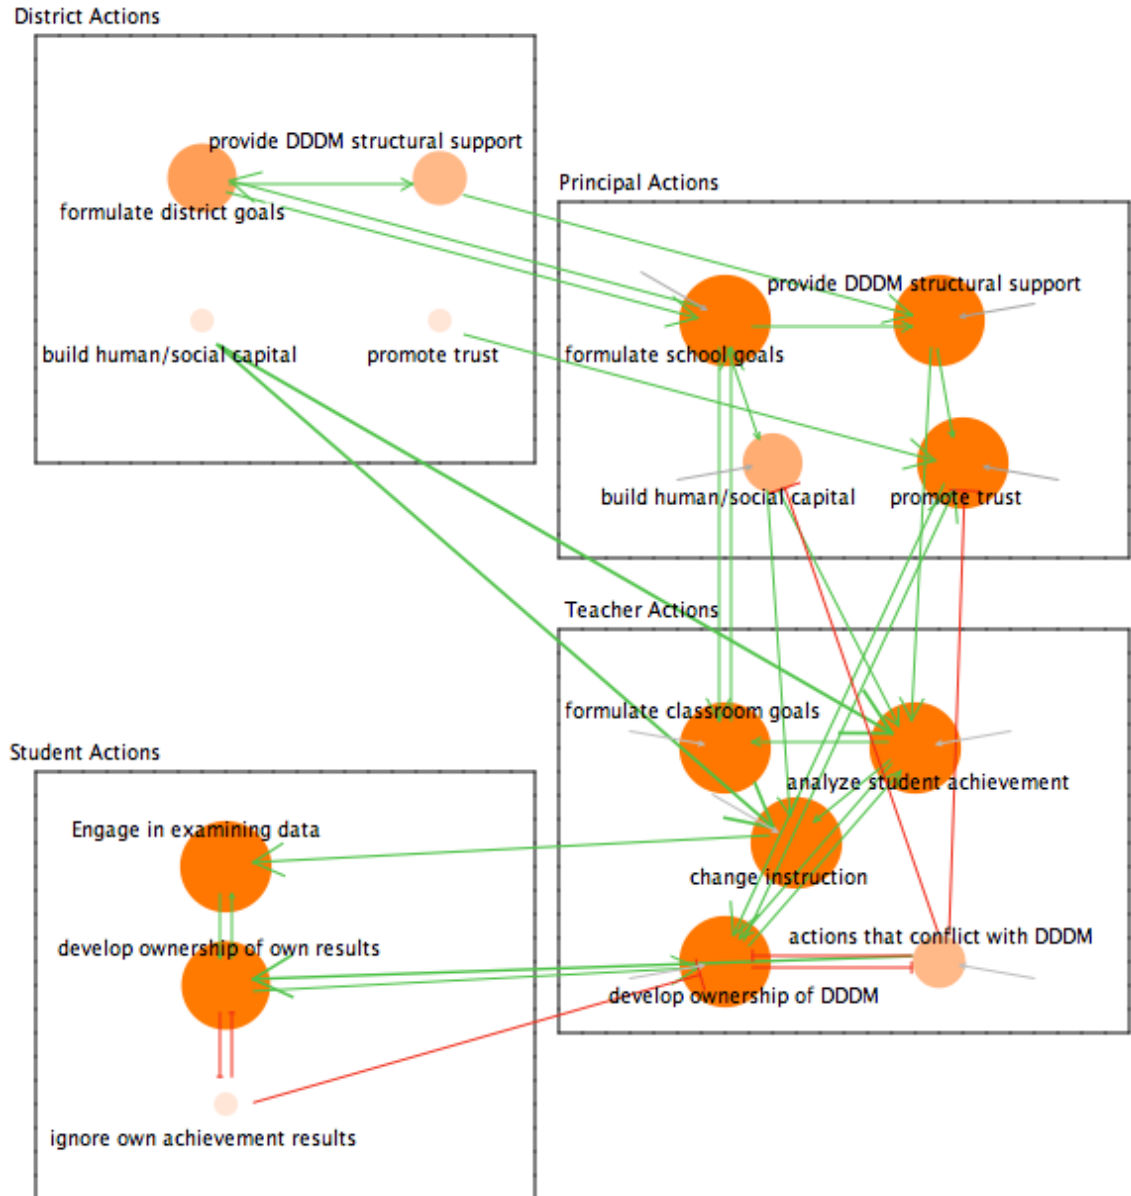 District Actions
provide DDDM structural support
formulate district goals
build human/social capital
promote trust
Principal Actions
provide DDDM structural support
formulate school goals
build human/social capital
promote trust
Teacher Actions
formulate classroom goals
analyze student achievement
change instruction
actions that conflict with DDDM
develop ownership of DDDM
Student Actions
Engage in examining data
develop ownership of own results
ignore own achievement results